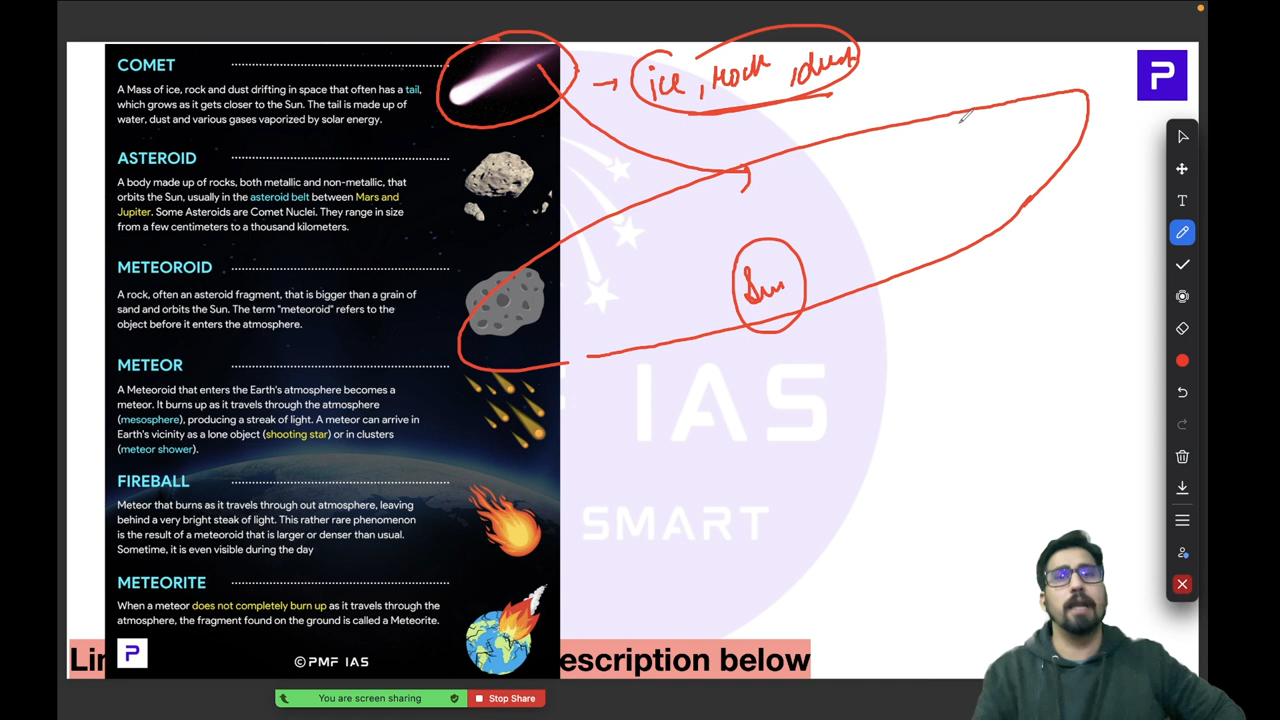 COMET
A Mass of ice, rock and dust drifting in space that often has a tail,
which grows as it gets closer to the Sun. The tail is made up of
water, dust and various gases vaporized by solar energy.
ice, rock, dust
P
ASTEROID
A body made up of rocks, both metallic and non-metallic, that
orbits the Sun, usually in the asteroid belt between Mars and
Jupiter. Some Asteroids are Comet Nuclei. They range in size
from a few centimeters to a thousand kilometers.
METEOROID
A rock, often an asteroid fragment, that is bigger than a grain of
sand and orbits the Sun. The term "meteoroid" refers to the
object before it enters the atmosphere.
Sun
METEOR
A Meteoroid that enters the Earth's atmosphere becomes a
meteor. It burns up as it travels through the atmosphere
(mesosphere), producing a streak of light. A meteor can arrive in
Earth's vicinity as a lone object (shooting star) or in clusters
(meteor shower).
F IAS
FIREBALL
Meteor that burns as it travels through out atmosphere, leaving
behind a very bright steak of light. This rather rare phenomenon
is the result of a meteoroid that is larger or denser than usual.
Sometime, it is even visible during the day
SMART
METEORITE
When a meteor does not completely burn up as it travels through the
atmosphere, the fragment found on the ground is called a Meteorite.
P
© PMF IAS
escription below
T
You are screen sharing
Stop Share